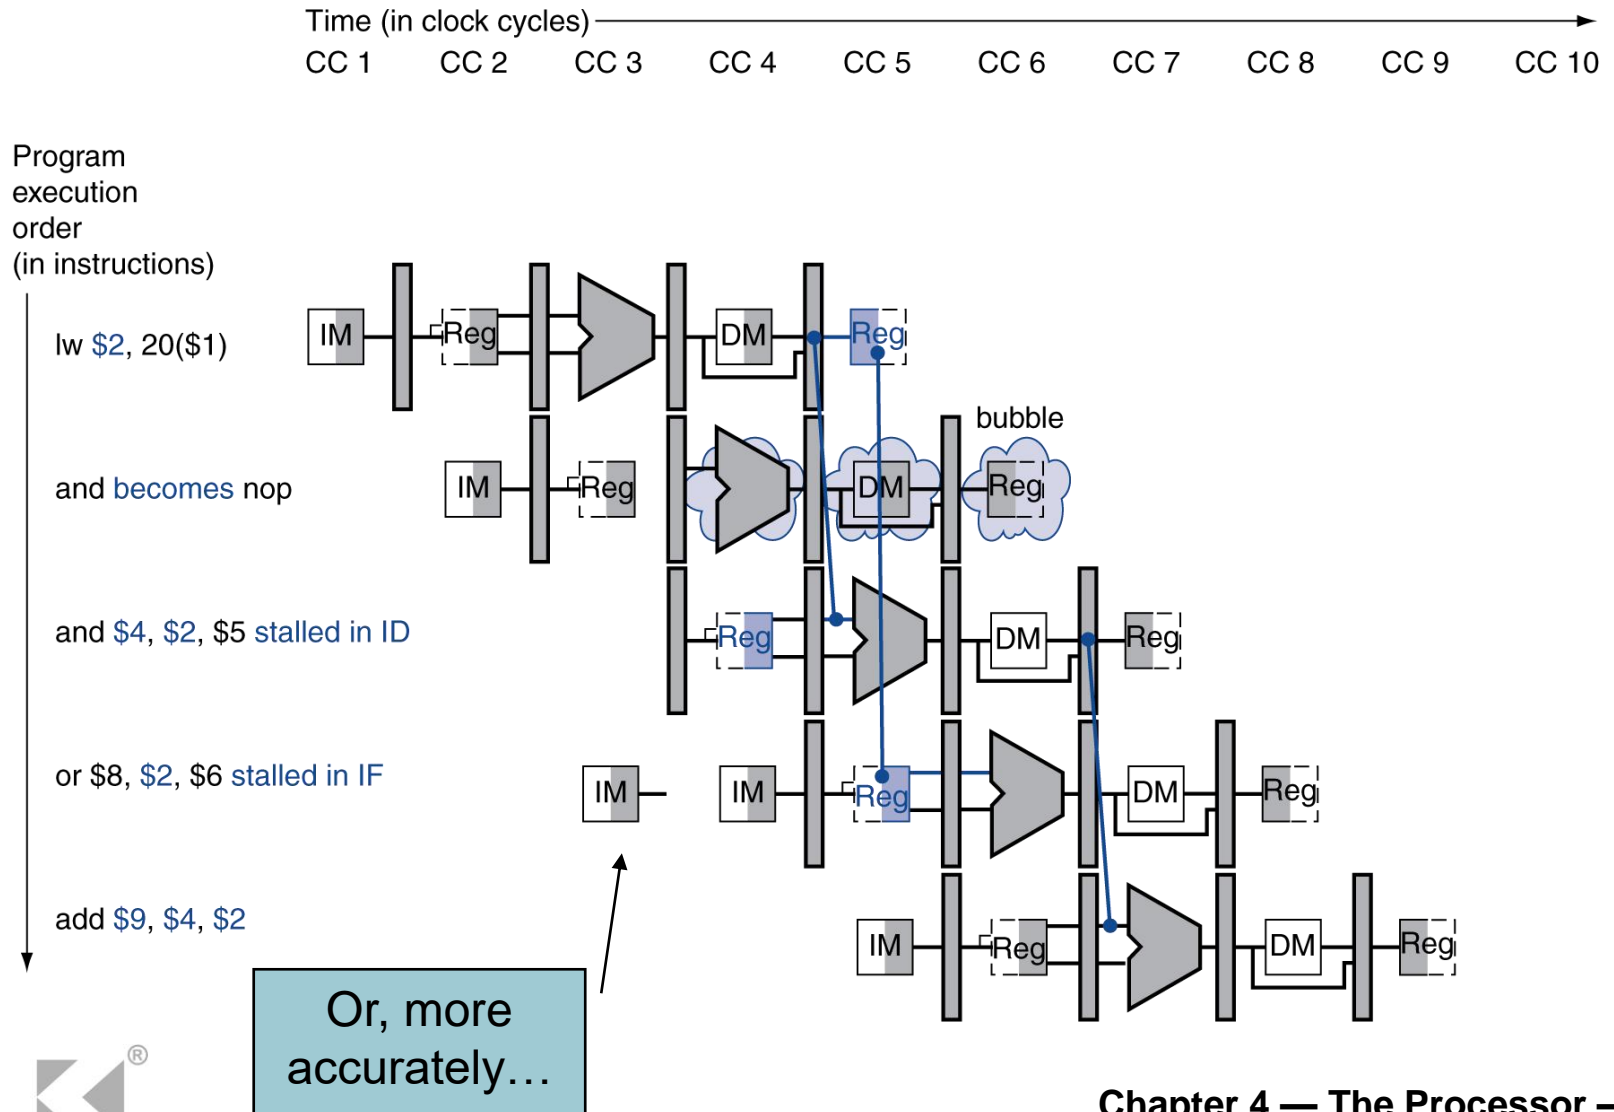 Time (in clock cycles)
CC 1 CC 2 CC 3 CC 4 CC 5 CC 6 CC 7 CC 8 CC 9 CC 10
Program
execution
order
(in instructions)
lw $2, 20($1)
IM Reg DM Reg
bubble
and becomes nop
IM Reg DM Reg
and $4, $2, $5 stalled in ID
Reg DM Reg
or $8, $2, $6 stalled in IF
IM IM Reg DM Reg
add $9, $4, $2
IM Reg DM Reg
Or, more
accurately…
®
Chapter 4 — The Processor —